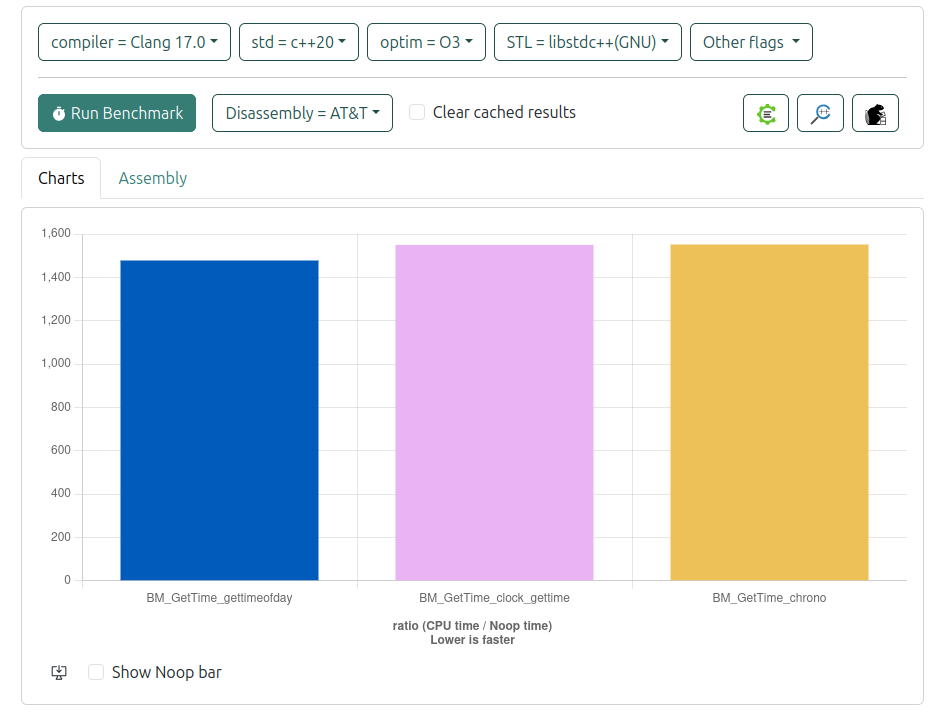 compiler = Clang 17.0 std = c++20 optim = O3 STL = libstdc++(GNU) Other flags
Run Benchmark Disassembly = AT&T Clear cached results
Charts Assembly
1,600
1,400
1,200
1,000
800
600
400
200
0
BM_GetTime_gettimeofday BM_GetTime_clock_gettime BM_GetTime_chrono
ratio (CPU time / Noop time)
Lower is faster
Show Noop bar